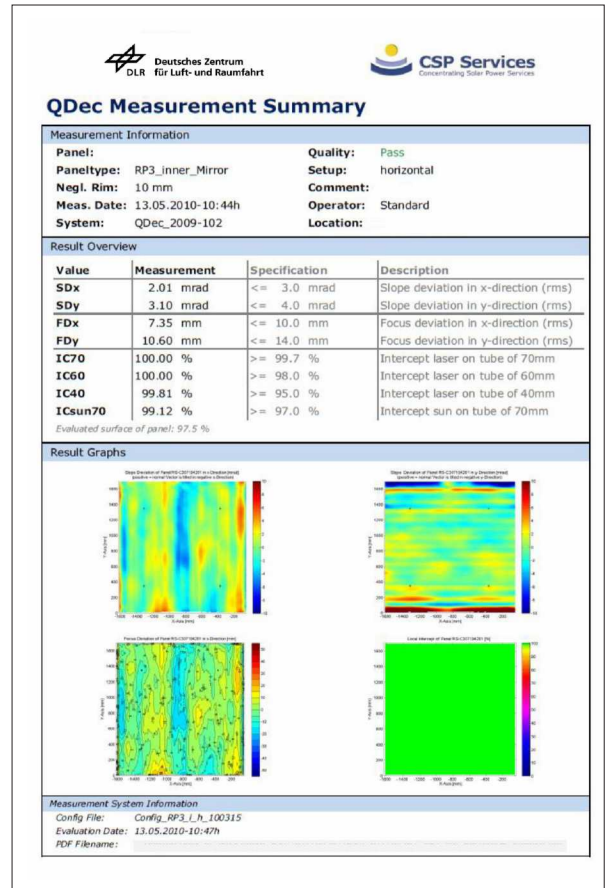 DLR
Deutsches Zentrum
für Luft- und Raumfahrt
CSP Services
Concentrating Solar Power Services
QDec Measurement Summary
Measurement Information
Panel: Quality: Pass
Paneltype: RP3_inner_Mirror Setup: horizontal
Negl. Rim: 10 mm Comment:
Meas. Date: 13.05.2010-10:44h Operator: Standard
System: QDec_2009-102 Location:
Result Overview
Value Measurement Specification Description
SDx 2.01 mrad <= 3.0 mrad Slope deviation in x-direction (rms)
SDy 3.10 mrad <= 4.0 mrad Slope deviation in y-direction (rms)
FDx 7.35 mm <= 10.0 mm Focus deviation in x-direction (rms)
FDy 10.60 mm <= 14.0 mm Focus deviation in y-direction (rms)
IC70 100.00 % >= 99.7 % Intercept laser on tube of 70mm
IC60 100.00 % >= 98.0 % Intercept laser on tube of 60mm
IC40 99.81 % >= 95.0 % Intercept laser on tube of 40mm
ICsun70 99.12 % >= 97.0 % Intercept sun on tube of 70mm
Evaluated surface of panel: 97.5 %
Result Graphs
Measurement System Information
Config File: Config_RP3_i_h_100315
Evaluation Date: 13.05.2010-10:47h
PDF Filename: